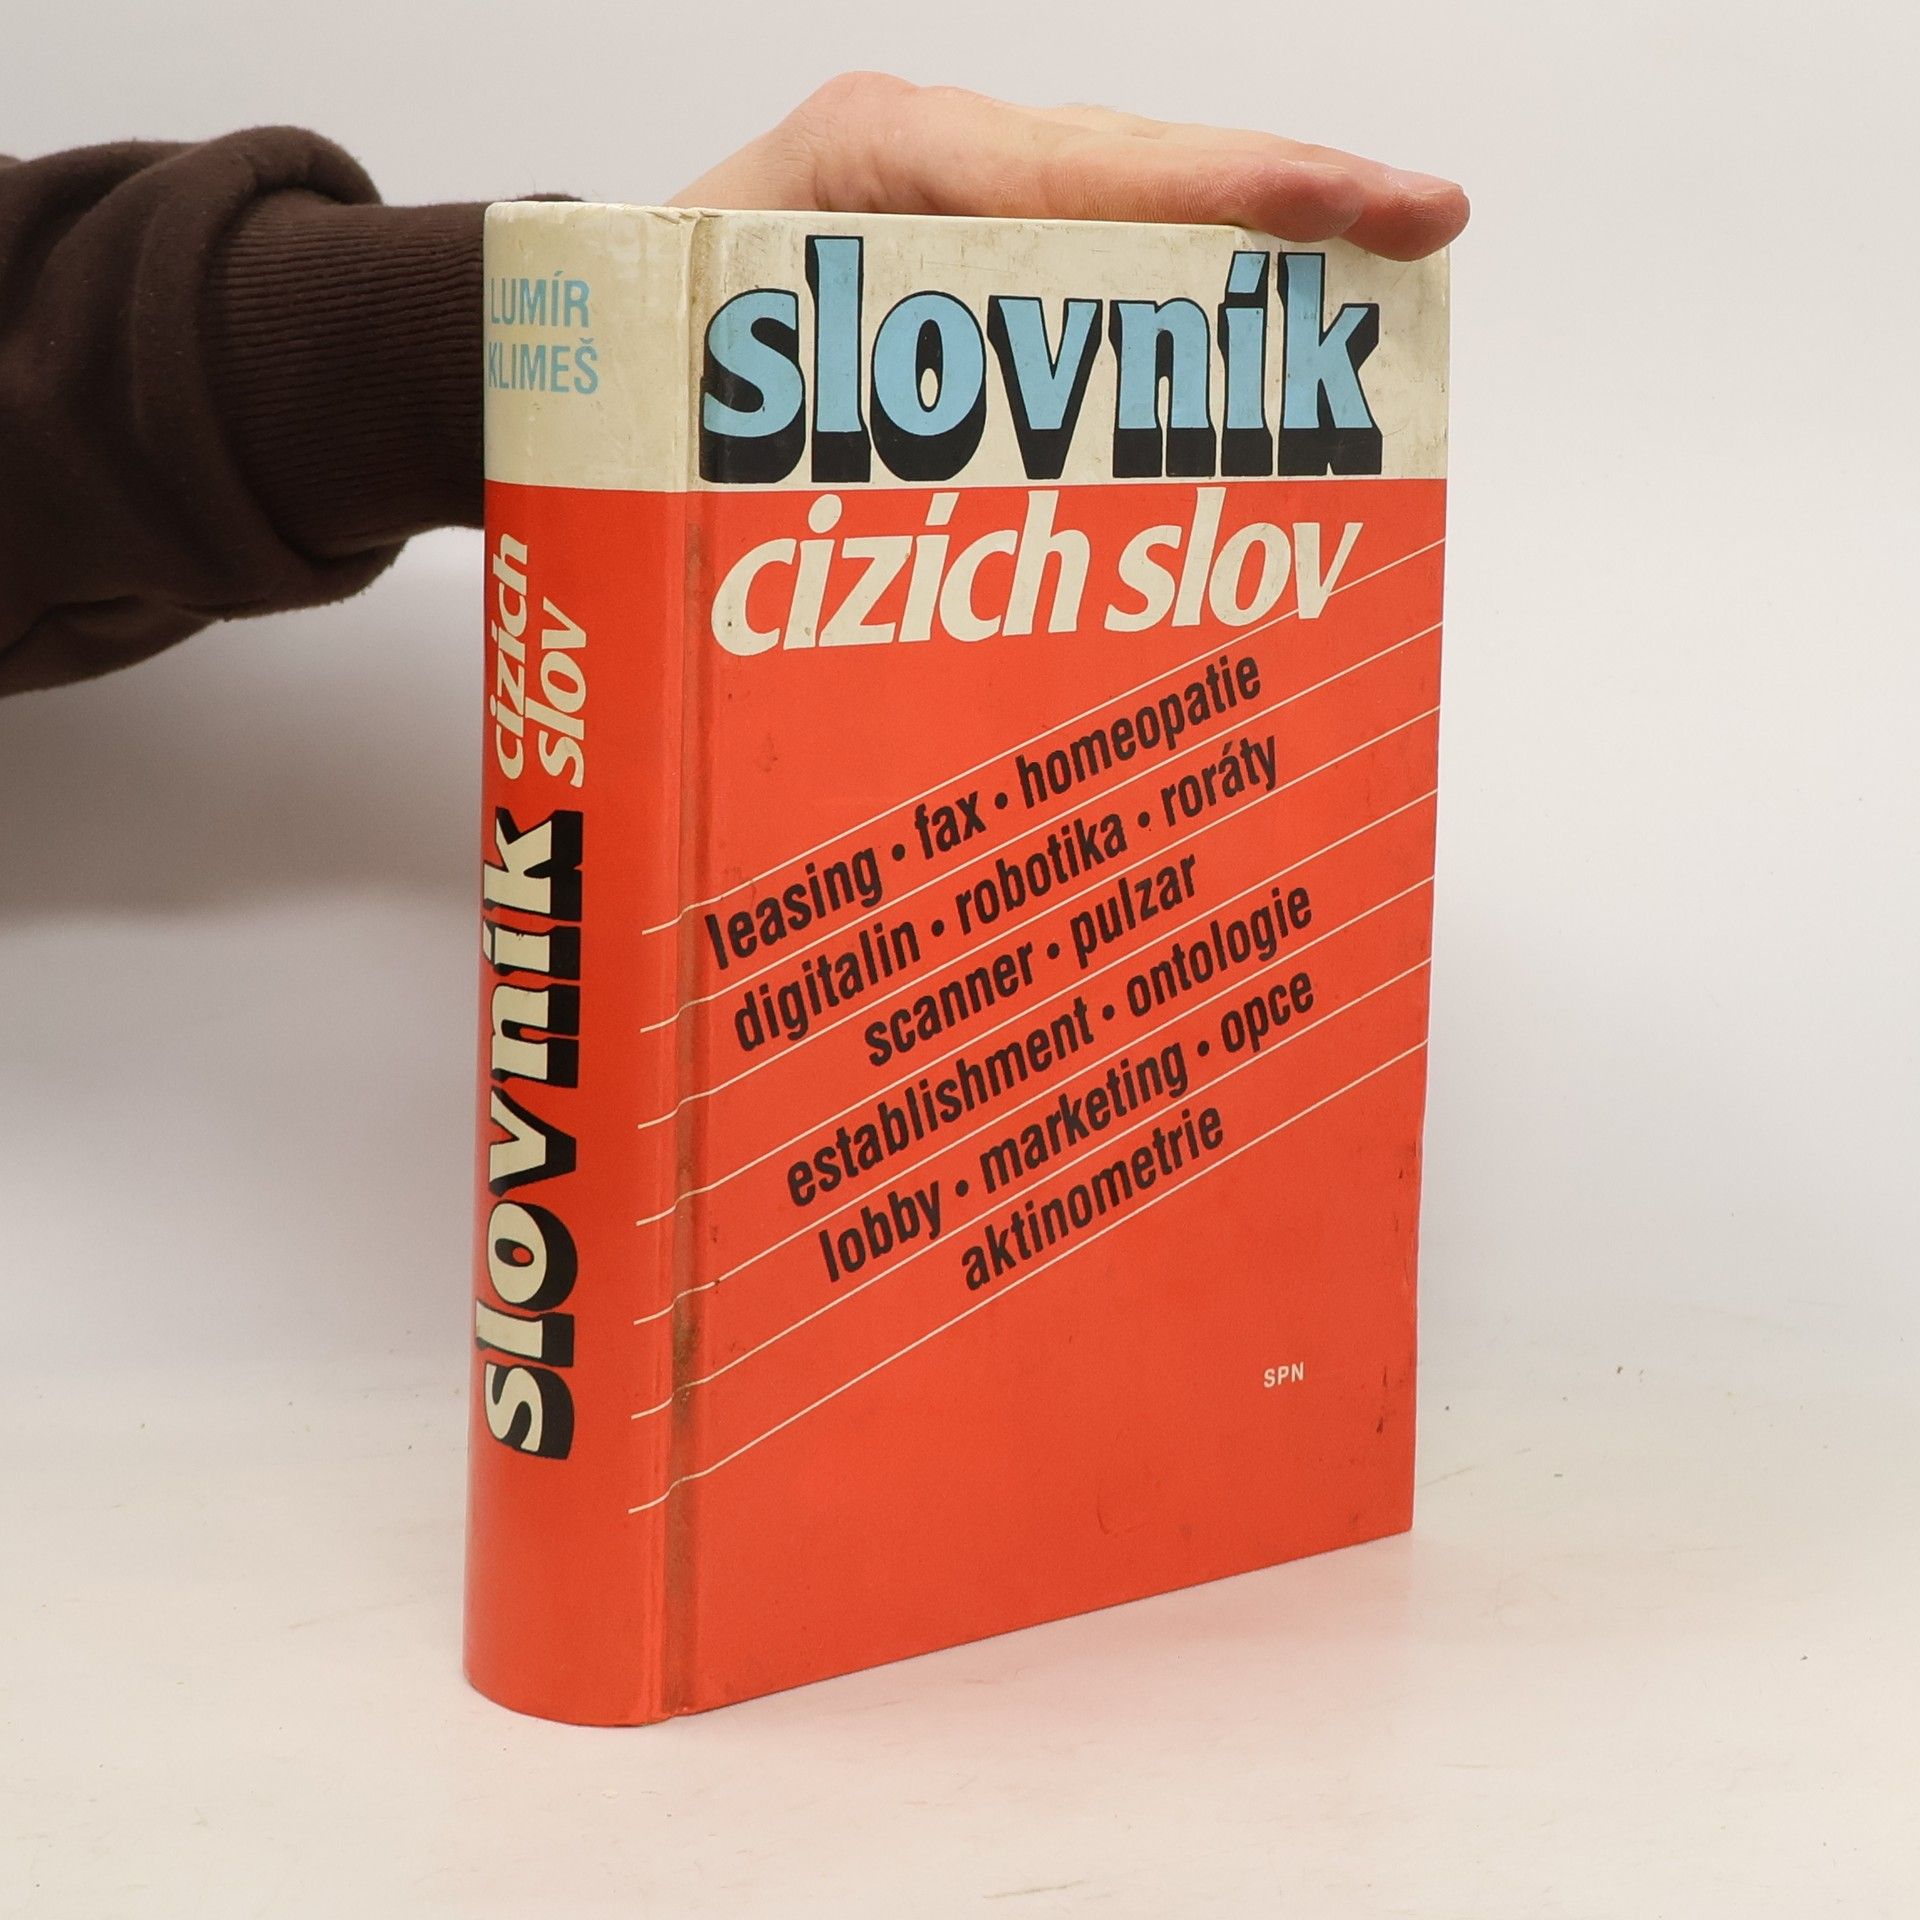 LUMÍR
KLIMEŠ
slovník
cizích
slov
slovník
cizích slov
leasing • fax • homeopatie
digitalin • robotika • roráty
scanner • pulzar
establishment • ontologie
lobby • marketing • opce
aktinometrie
SPN